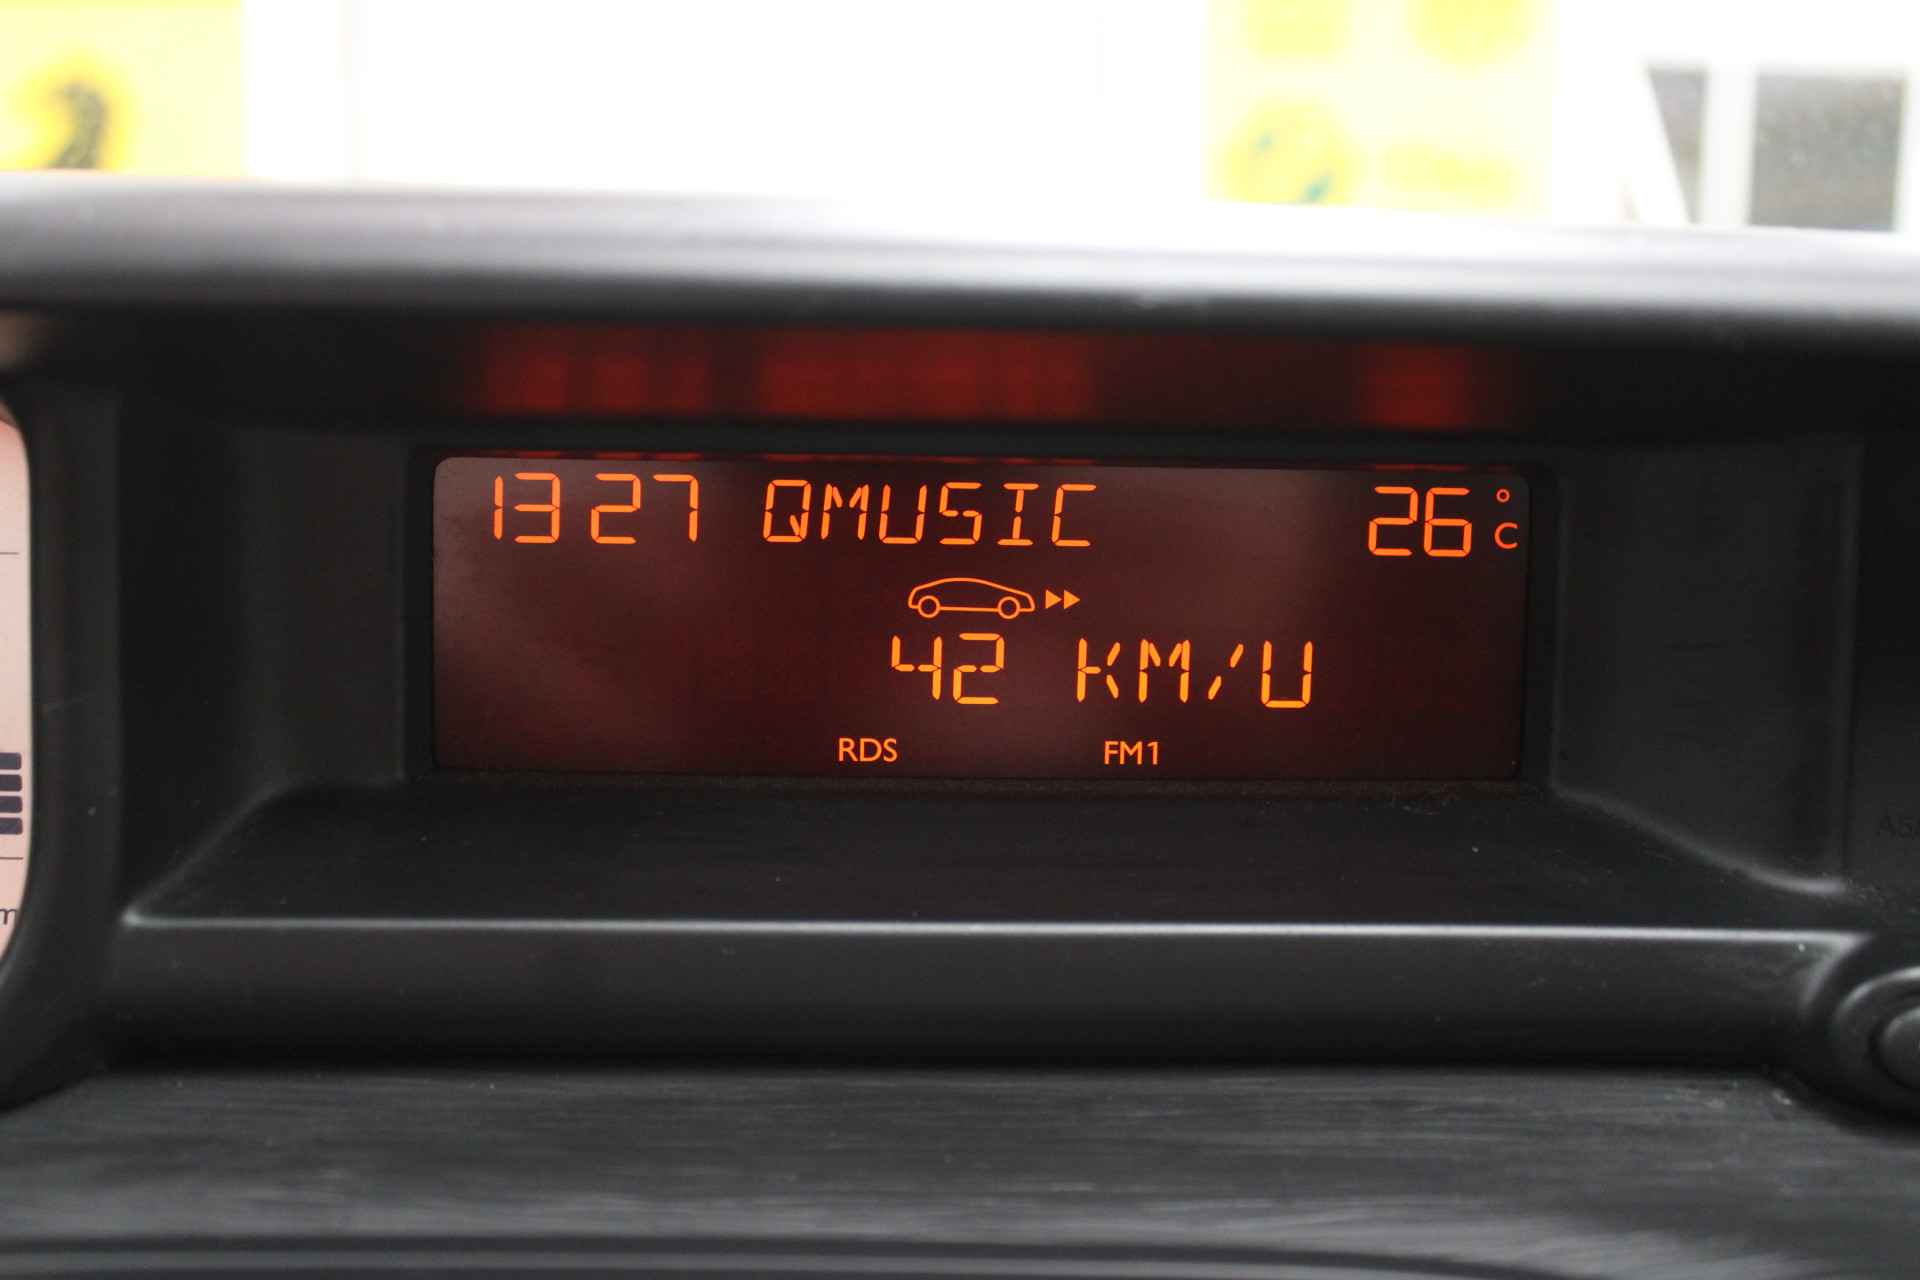 13 27 QMUSIC 26 °C
42 KM/U
RDS FM1